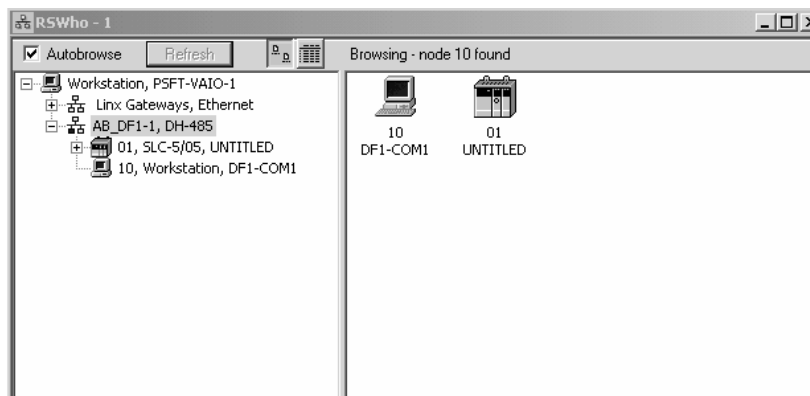 RSWho - 1
Autobrowse
Refresh
Browsing - node 10 found
Workstation, PSFT-VAIO-1
Linx Gateways, Ethernet
AB_DF1-1, DH-485
01, SLC-5/05, UNTITLED
10, Workstation, DF1-COM1
10
DF1-COM1
01
UNTITLED